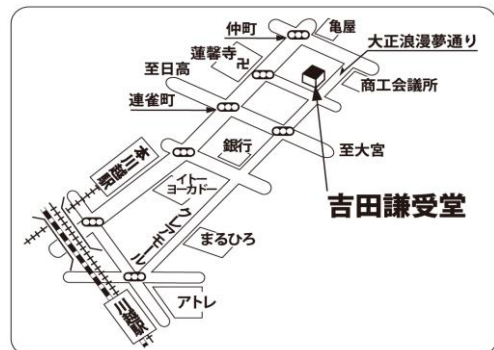 仲町
亀屋
大正浪漫夢通り
蓮馨寺
卍
至日高
商工会議所
連雀町
銀行
至大宮
本川越駅
イトー
ヨーカドー
吉田謙受堂
クレアモール
まるひろ
アトレ
川越駅